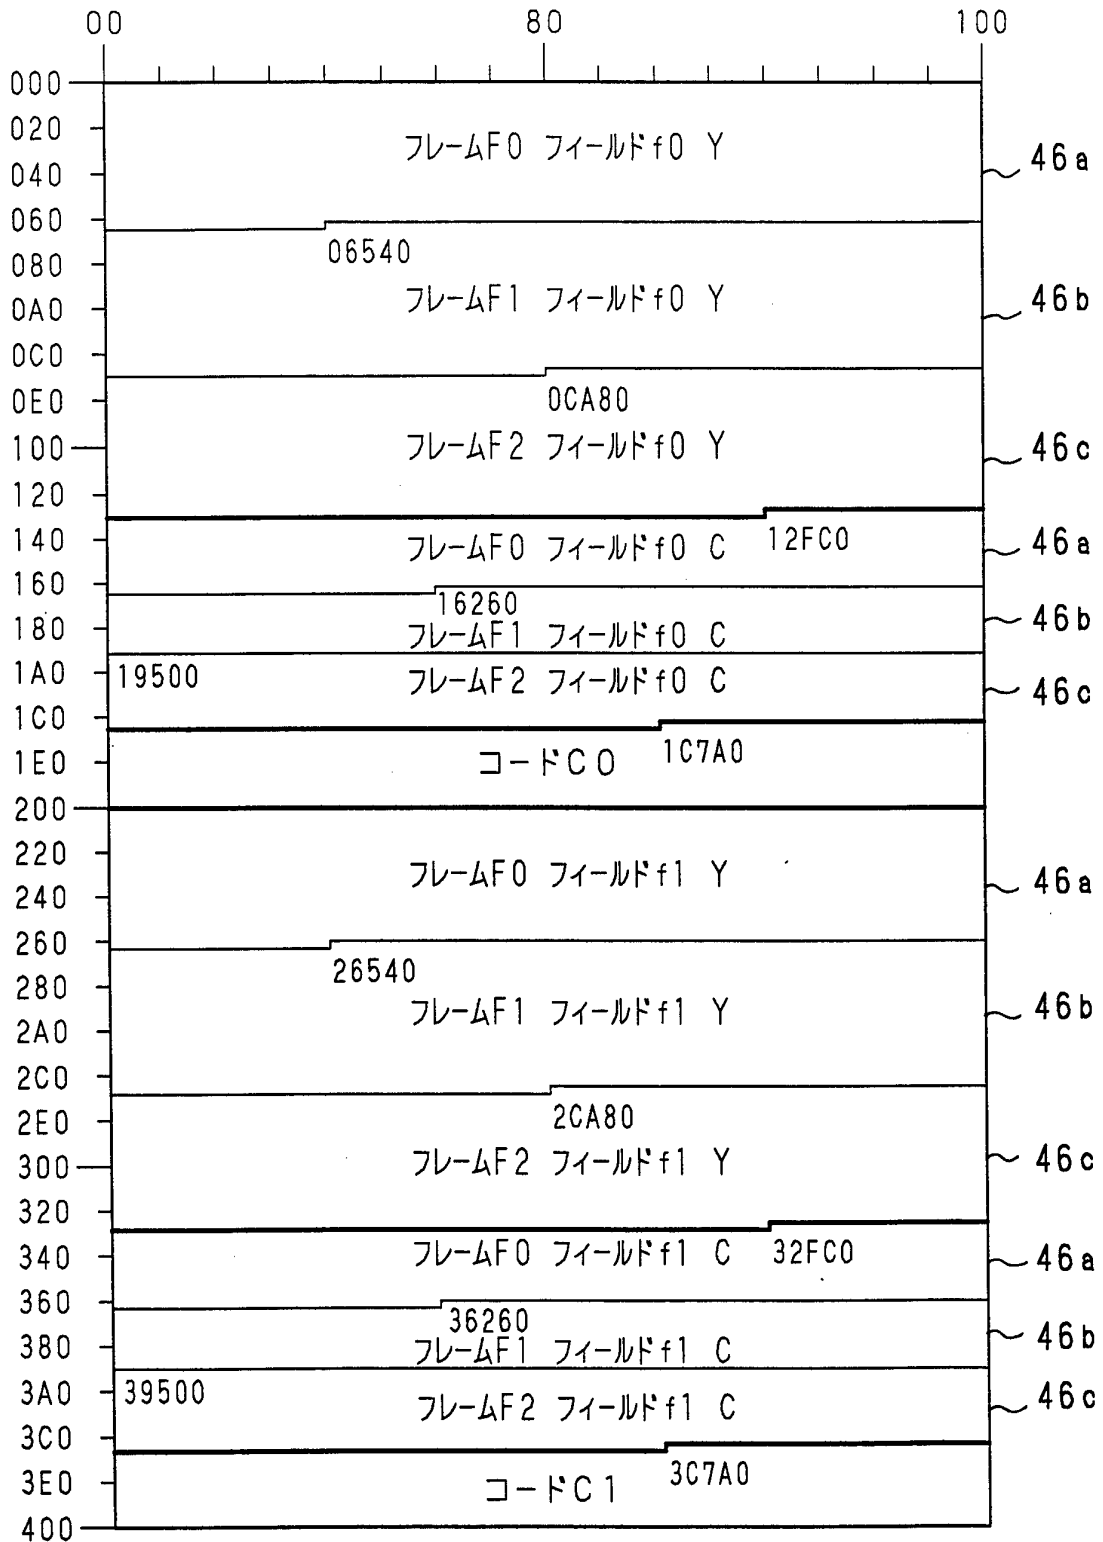 00 80 100
000
020
フレームF0 フィールドf0 Y
46a
040
060
06540
080
フレームF1 フィールドf0 Y
46b
0A0
0C0
0CA80
0E0
フレームF2 フィールドf0 Y
46c
100
120
12FC0
140
フレームF0 フィールドf0 C
46a
160
16260
180
フレームF1 フィールドf0 C
46b
1A0
19500
フレームF2 フィールドf0 C
46c
1C0
1C7A0
1E0
コードC0
200
220
フレームF0 フィールドf1 Y
46a
240
260
26540
280
フレームF1 フィールドf1 Y
46b
2A0
2C0
2CA80
2E0
フレームF2 フィールドf1 Y
46c
300
320
32FC0
340
フレームF0 フィールドf1 C
46a
360
36260
380
フレームF1 フィールドf1 C
46b
3A0
39500
フレームF2 フィールドf1 C
46c
3C0
3C7A0
3E0
コードC1
400